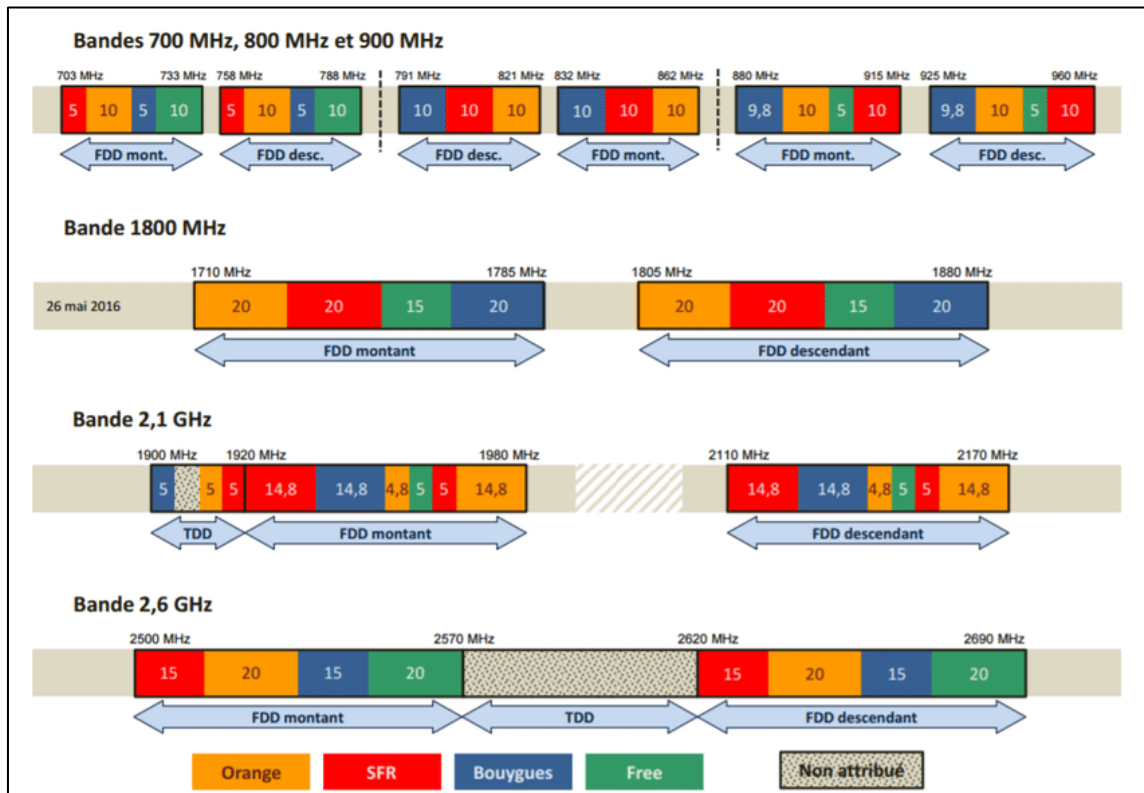 Bandes 700 MHz, 800 MHz et 900 MHz
703 MHz 733 MHz 758 MHz 788 MHz 791 MHz 821 MHz 832 MHz 862 MHz 880 MHz 915 MHz 925 MHz 960 MHz
5 10 5 10 5 10 5 10 10 10 10 10 10 10 9,8 10 5 10 9,8 10 5 10
FDD mont. FDD desc. FDD desc. FDD mont. FDD mont. FDD desc.
Bande 1800 MHz
1710 MHz 1785 MHz 1805 MHz 1880 MHz
26 mai 2016 20 20 15 20 20 20 15 20
FDD montant FDD descendant
Bande 2,1 GHz
1900 MHz 1920 MHz 1980 MHz 2110 MHz 2170 MHz
5 5 5 14,8 14,8 4,8 5 5 14,8 14,8 14,8 4,8 5 5 14,8
TDD FDD montant FDD descendant
Bande 2,6 GHz
2500 MHz 2570 MHz 2620 MHz 2690 MHz
15 20 15 20 15 20 15 20
FDD montant TDD FDD descendant
Orange SFR Bouygues Free Non attribué